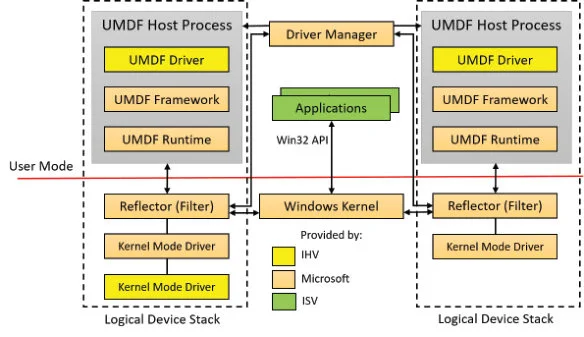 UMDF Host Process
UMDF Driver
UMDF Framework
UMDF Runtime
Driver Manager
Applications
Win32 API
UMDF Host Process
UMDF Driver
UMDF Framework
UMDF Runtime
User Mode
Reflector (Filter)
Windows Kernel
Reflector (Filter)
Kernel Mode Driver
Kernel Mode Driver
Kernel Mode Driver
Provided by:
IHV
Microsoft
ISV
Logical Device Stack
Logical Device Stack